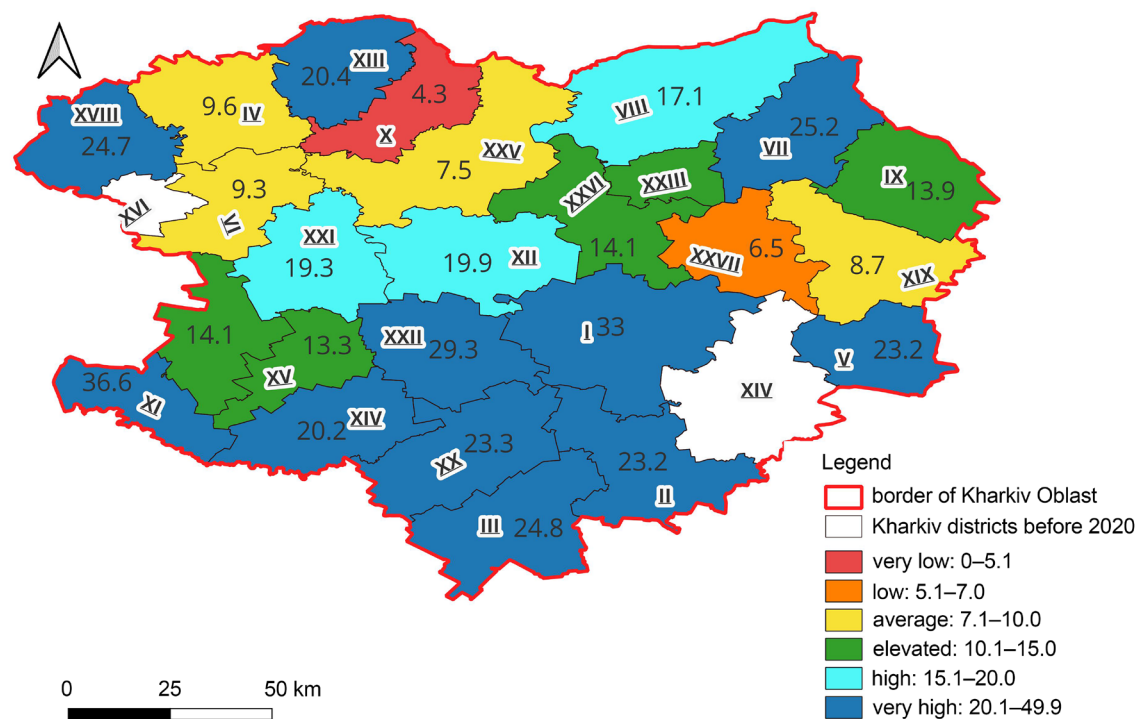 XIII
20.4
4.3
X
9.6
IV
XVIII
24.7
XVI
9.3
VI
7.5
XXV
VIII
17.1
25.2
VII
IX
13.9
XXVI
XXIII
14.1
XXVII
6.5
8.7
XIX
XXI
19.3
19.9
XII
14.1
13.3
XV
XXII
29.3
I
33
XIV
V
23.2
36.6
XI
20.2
XIV
XX
23.3
23.2
II
III
24.8
Legend
border of Kharkiv Oblast
Kharkiv districts before 2020
very low: 0–5.1
low: 5.1–7.0
average: 7.1–10.0
elevated: 10.1–15.0
high: 15.1–20.0
very high: 20.1–49.9
0 25 50 km